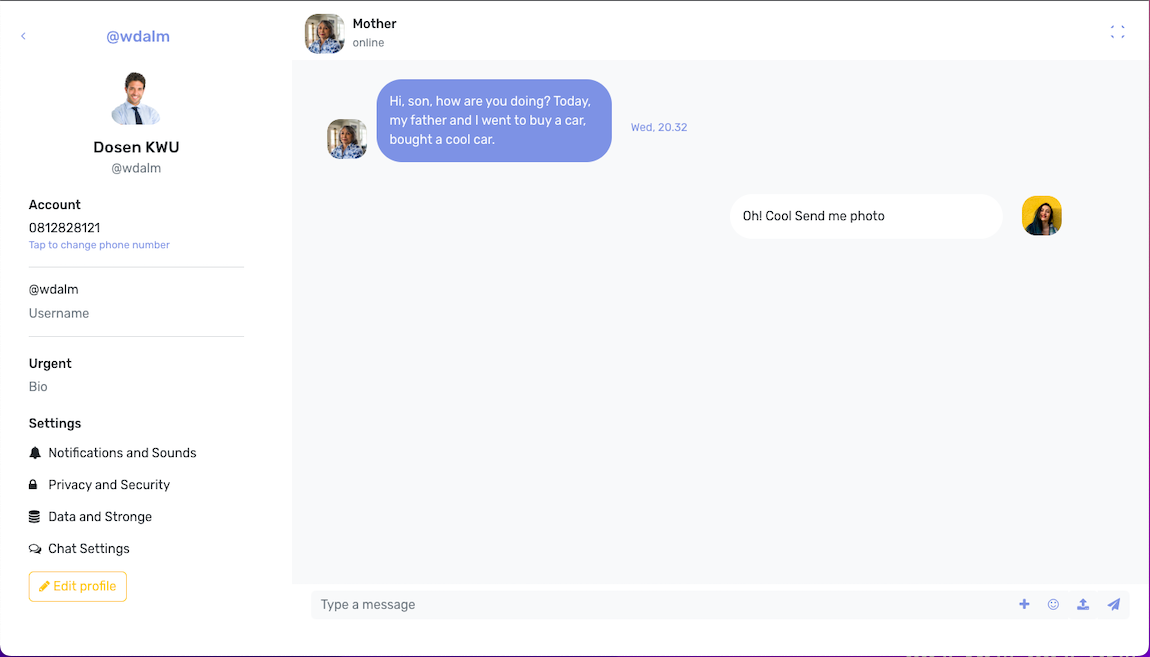 @wdalm
Dosen KWU
@wdalm
Account
0812828121
Tap to change phone number
@wdalm
Username
Urgent
Bio
Settings
Notifications and Sounds
Privacy and Security
Data and Stronge
Chat Settings
Edit profile
Mother
online
Hi, son, how are you doing? Today,
my father and I went to buy a car,
bought a cool car.
Wed, 20.32
Oh! Cool Send me photo
Type a message